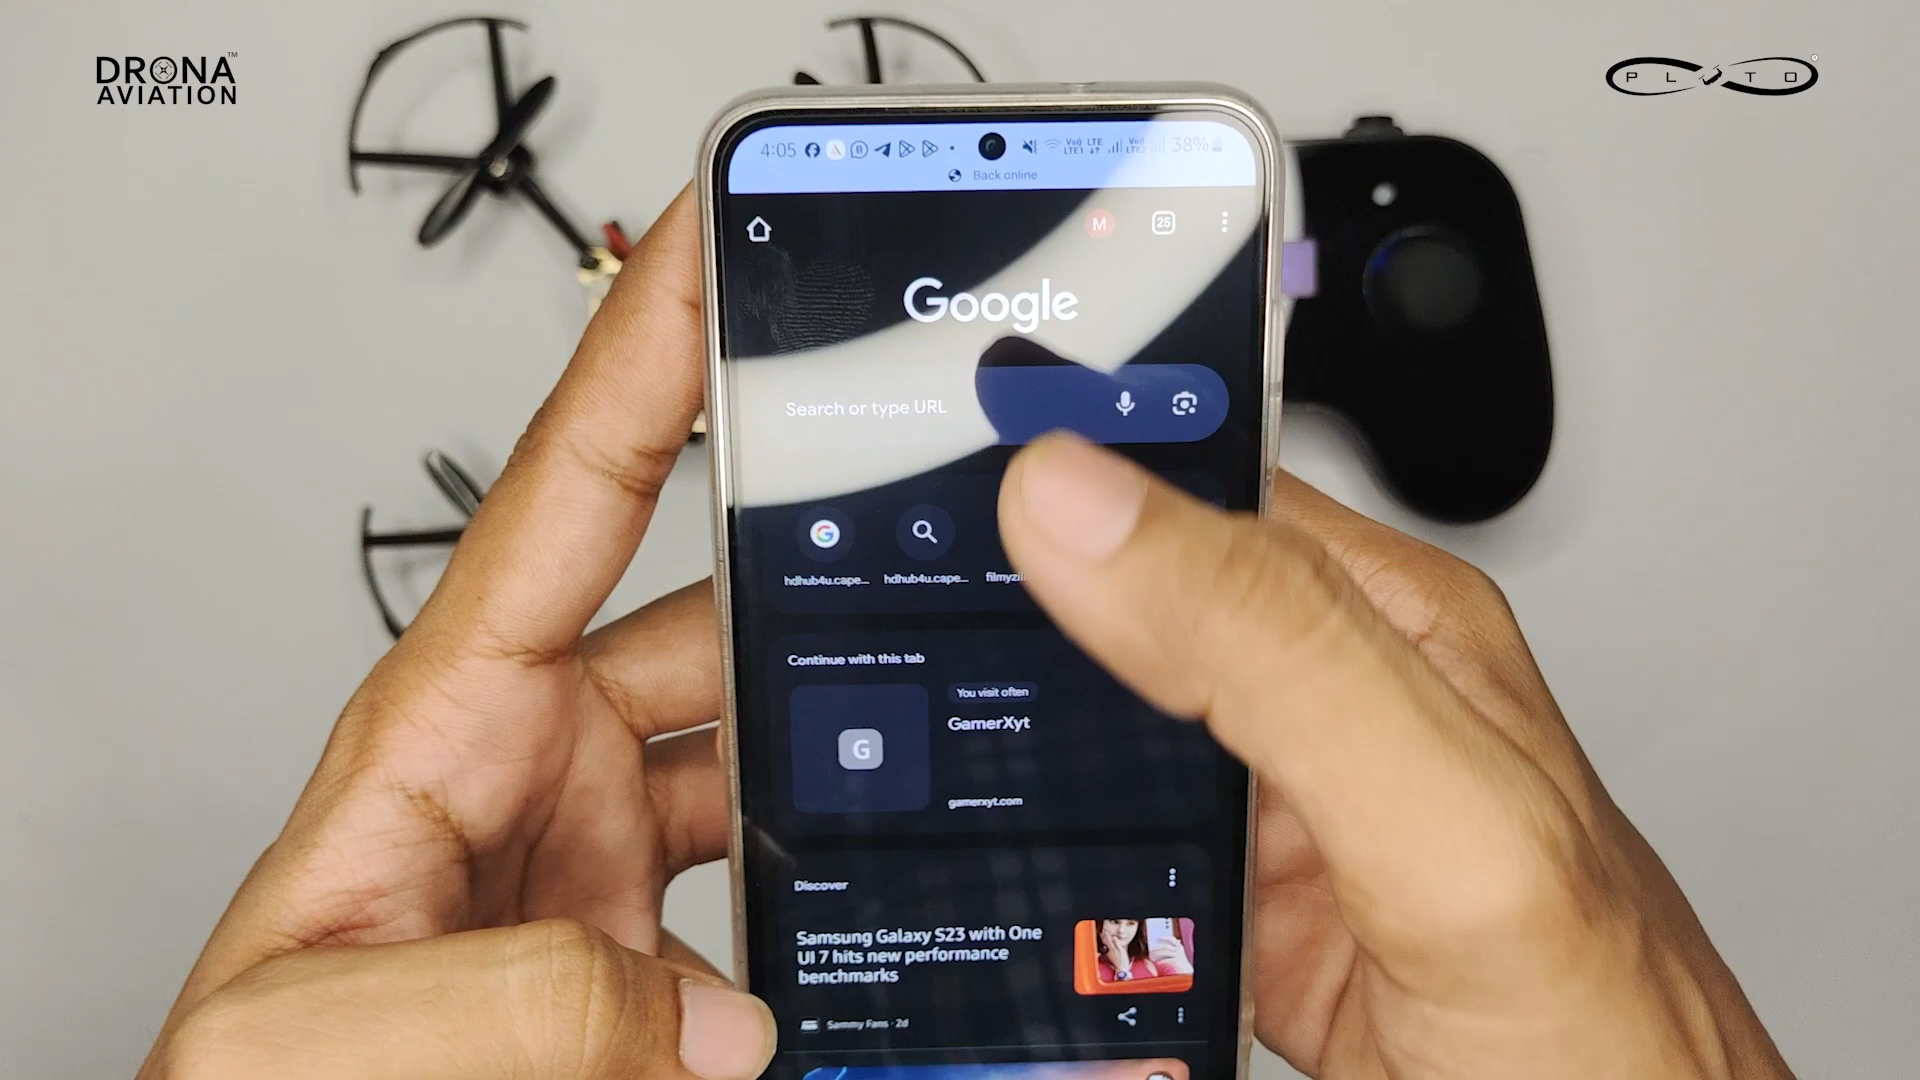 DRONA™
AVIATION
PLUTO
4:05
38%
Back online
M
25
Google
Search or type URL
hdhub4u.cape...
hdhub4u.cape...
Continue with this tab
You visit often
GamerXyt
G
gamerxyt.com
Discover
Samsung Galaxy S23 with One
UI 7 hits new performance
benchmarks
Sammy Fans · 2d